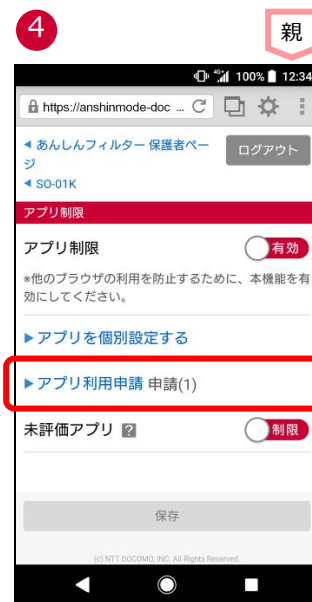 4
親
4G 100% 12:34
https://anshinmode-doc ...
◀ あんしんフィルター 保護者ペー
ジ
ログアウト
◀ SO-01K
アプリ制限
アプリ制限 有効
※他のブラウザの利用を防止するために、本機能を有
効にしてください。
▶アプリを個別設定する
▶アプリ利用申請 申請(1)
未評価アプリ ? 制限
保存
(c) NTT DOCOMO, INC. All Rights Reserved.